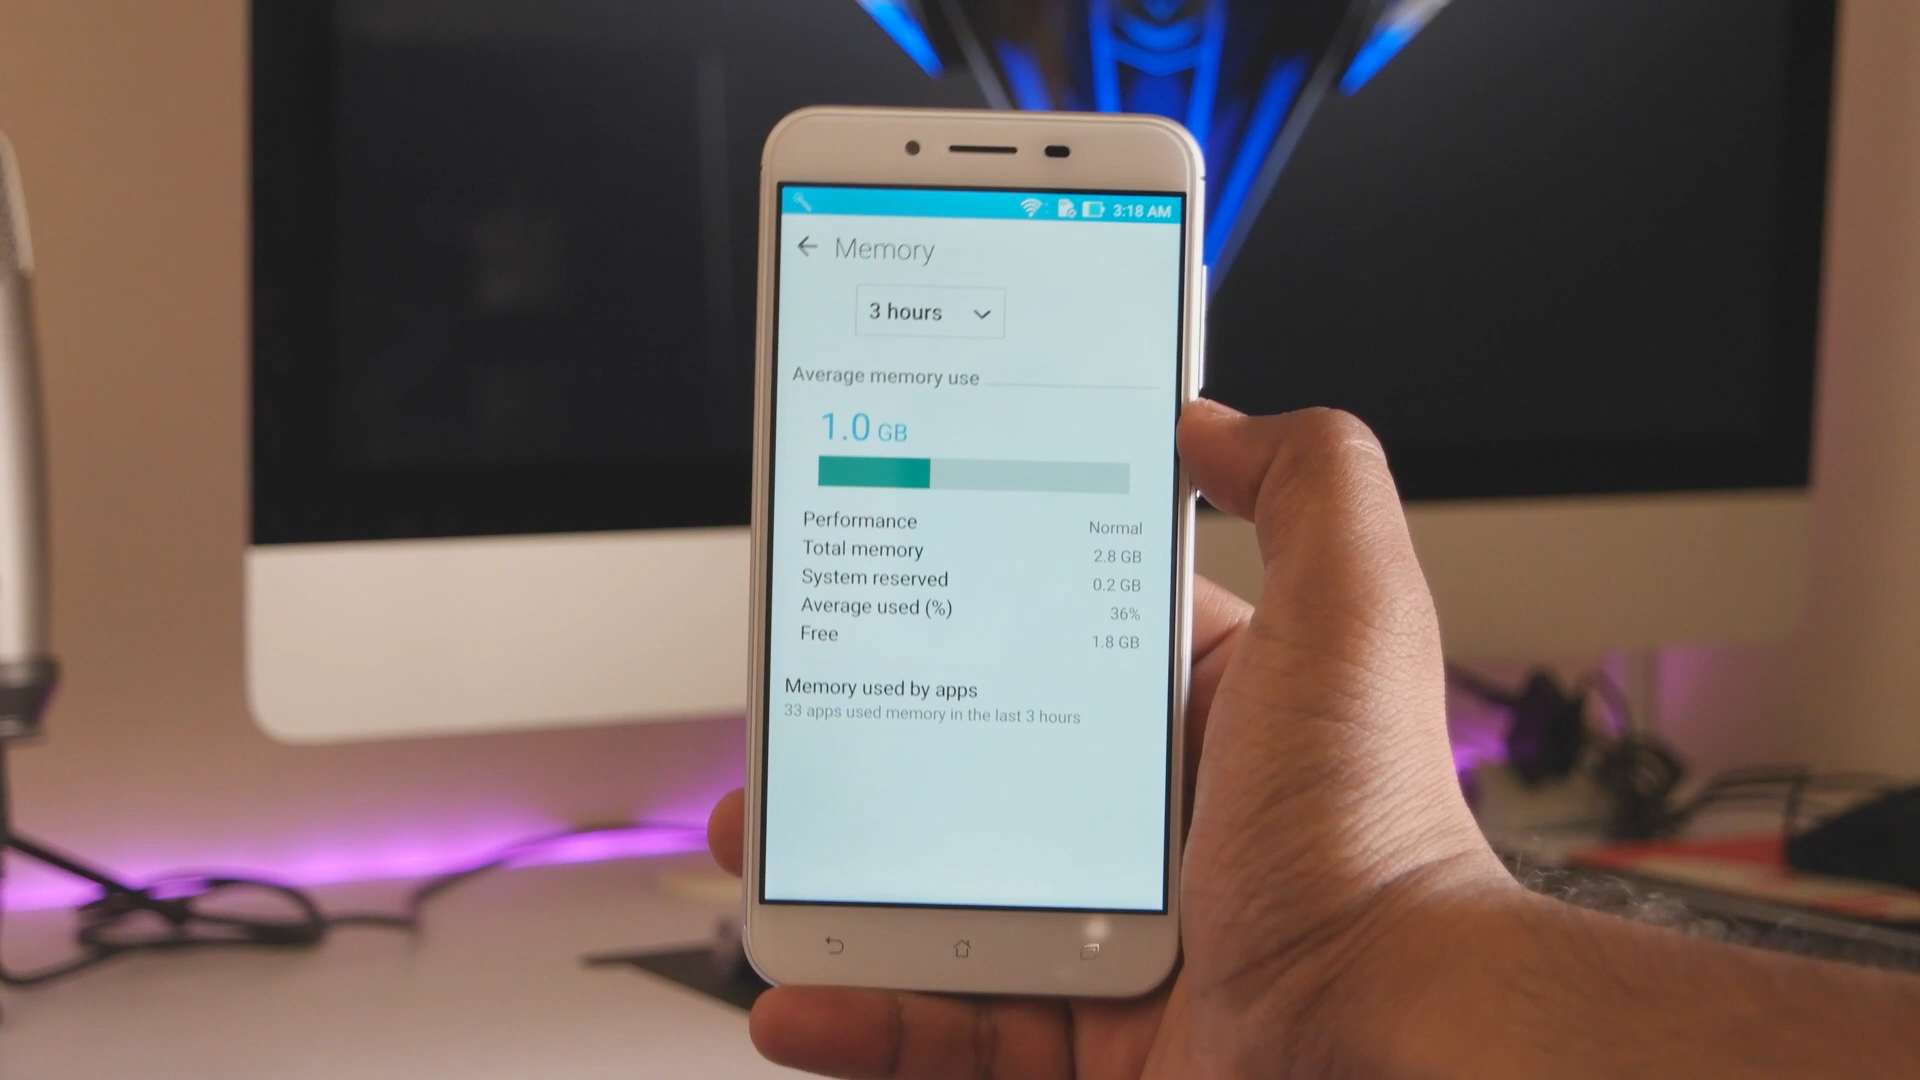 3:18 AM
Memory
3 hours
Average memory use
1.0 GB
Performance Normal
Total memory 2.8 GB
System reserved 0.2 GB
Average used (%) 36%
Free 1.8 GB
Memory used by apps
33 apps used memory in the last 3 hours